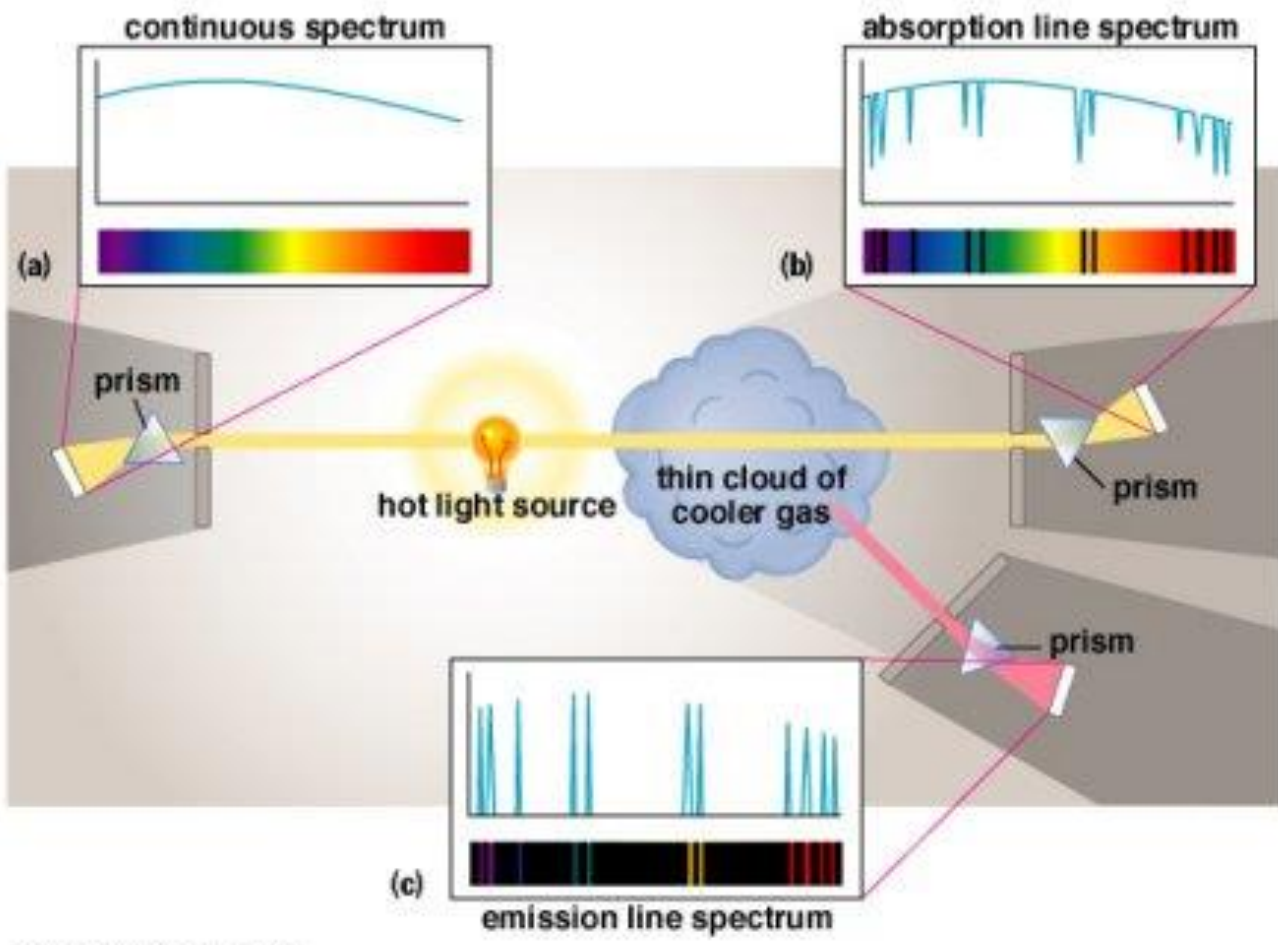 continuous spectrum
absorption line spectrum
(a)
(b)
prism
hot light source
thin cloud of
cooler gas
prism
prism
(c)
emission line spectrum